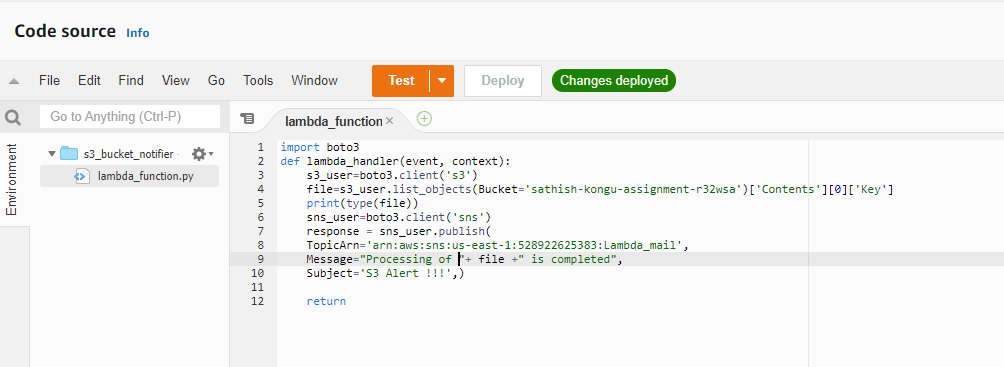 Code source Info
File Edit Find View Go Tools Window Test Deploy Changes deployed
Go to Anything (Ctrl-P)
lambda_function
Environment
s3_bucket_notifier
lambda_function.py
1 import boto3
2 def lambda_handler(event, context):
3 s3_user=boto3.client('s3')
4 file=s3_user.list_objects(Bucket='sathish-kongu-assignment-r32wsa')['Contents'][0]['Key']
5 print(type(file))
6 sns_user=boto3.client('sns')
7 response = sns_user.publish(
8 TopicArn='arn:aws:sns:us-east-1:528922625383:Lambda_mail',
9 Message="Processing of "+ file +" is completed",
10 Subject='S3 Alert !!!',)
11
12 return